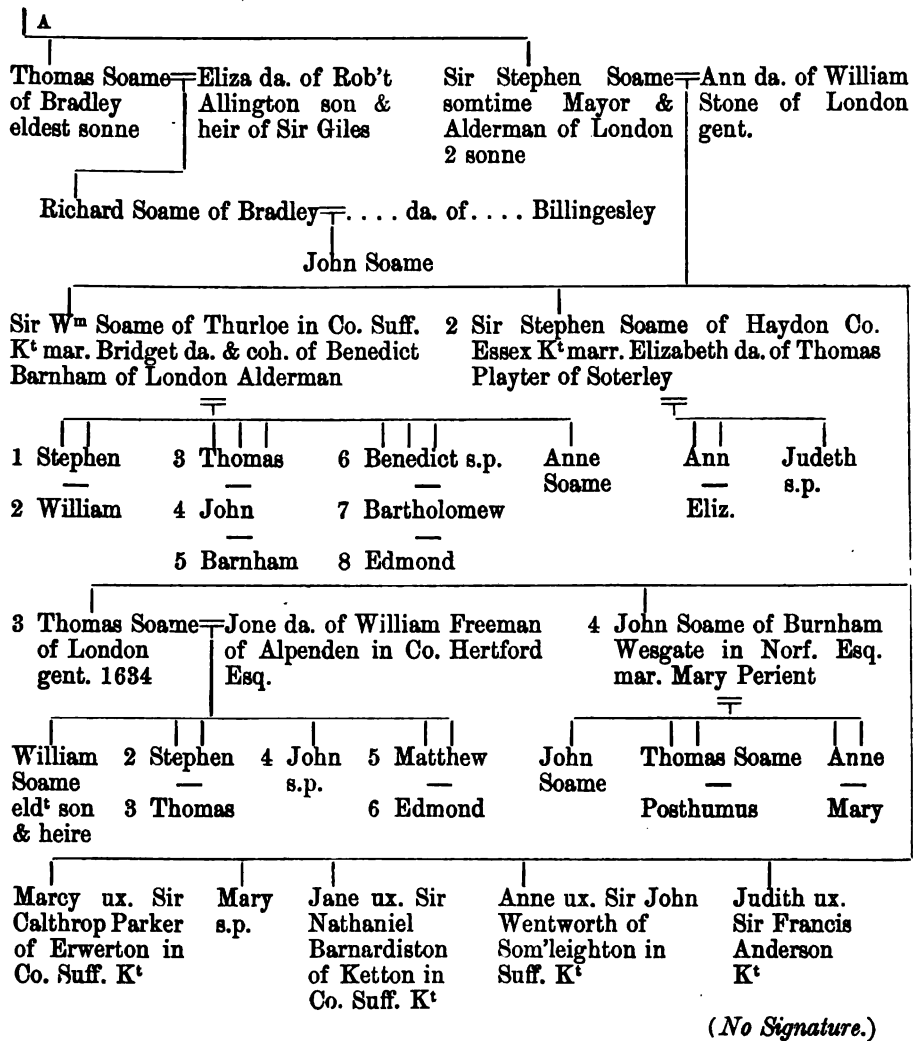 A
Thomas Soame Eliza da. of Rob't Sir Stephen Soame Ann da. of William
of Bradley Allington son & somtime Mayor & Stone of London
eldest sonne heir of Sir Giles Alderman of London gent.
2 sonne
Richard Soame of Bradley . . . . da. of . . . . Billingesley
John Soame
Sir Wᵐ Soame of Thurloe in Co. Suff. 2 Sir Stephen Soame of Haydon Co.
Kᵗ mar. Bridget da. & coh. of Benedict Essex Kᵗ marr. Elizabeth da. of Thomas
Barnham of London Alderman Playter of Soterley
1 Stephen 3 Thomas 6 Benedict s.p. Anne Ann Judeth
Soame s.p.
2 William 4 John 7 Bartholomew Eliz.
5 Barnham 8 Edmond
3 Thomas Soame Jone da. of William Freeman 4 John Soame of Burnham
of London of Alpenden in Co. Hertford Wesgate in Norf. Esq.
gent. 1634 Esq. mar. Mary Perient
William 2 Stephen 4 John 5 Matthew John Thomas Soame Anne
Soame s.p. Soame
eldᵗ son 3 Thomas 6 Edmond Posthumus Mary
& heire
Marcy ux. Sir Mary Jane ux. Sir Anne ux. Sir John Judith ux.
Calthrop Parker s.p. Nathaniel Wentworth of Sir Francis
of Erwerton in Barnardiston Som'leighton in Anderson
Co. Suff. Kᵗ of Ketton in Suff. Kᵗ Kᵗ
Co. Suff. Kᵗ
(No Signature.)